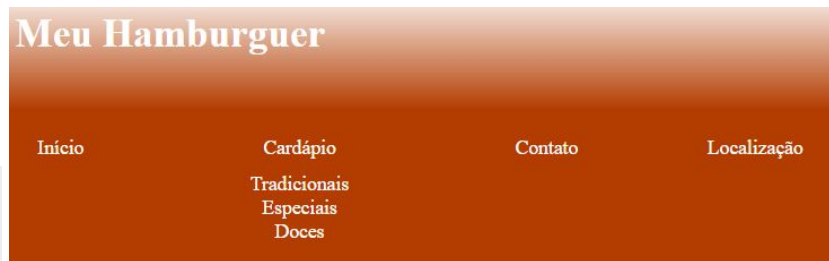 Meu Hamburguer
Início Cardápio Contato Localização
Tradicionais
Especiais
Doces